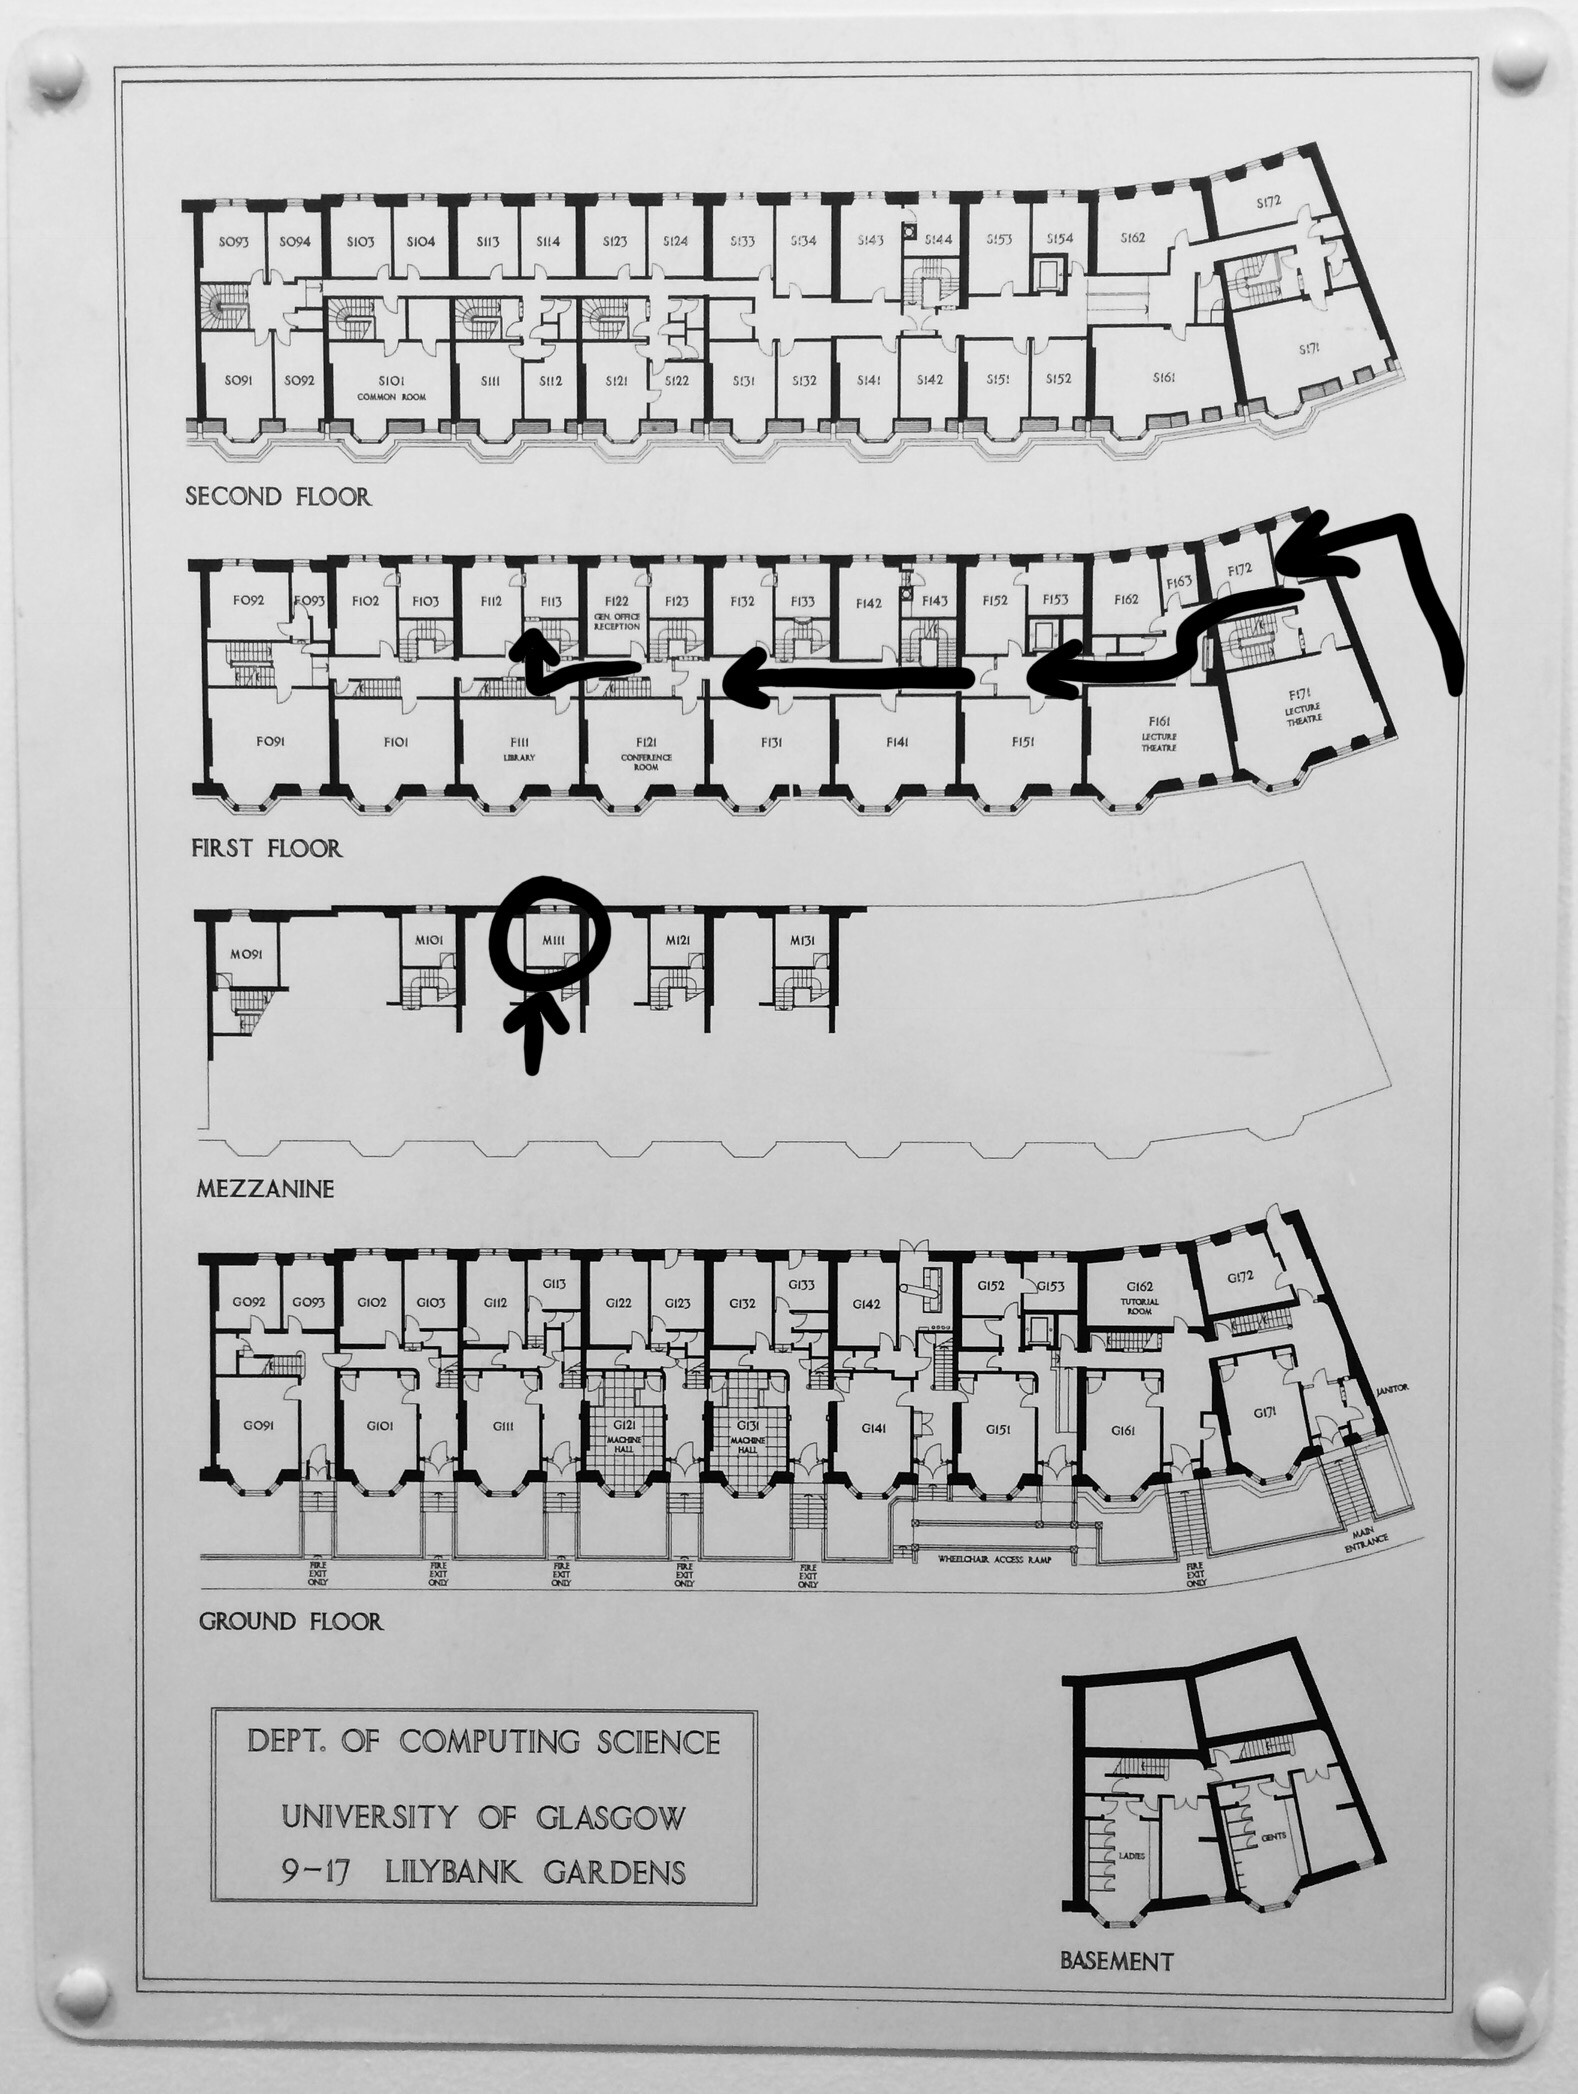 S093 S094 S103 S104 S113 S114 S123 S124 S133 S134 S143 S144 S153 S154 S162 S172
S091 S092 S101 S111 S112 S121 S122 S131 S132 S141 S142 S151 S152 S161 S171
COMMON ROOM
SECOND FLOOR
F092 F093 F102 F103 F112 F113 F122 F123 F132 F133 F142 F143 F152 F153 F162 F163 F172
GEN. OFFICE
RECEPTION
F091 F101 F111 F121 F131 F141 F151 F161 F171
LIBRARY
CONFERENCE
ROOM
LECTURE
THEATRE
LECTURE
THEATRE
FIRST FLOOR
M091 M101 M111 M121 M131
MEZZANINE
G092 G093 G102 G103 G112 G113 G122 G123 G132 G133 G142 G152 G153 G162 G172
TUTORIAL
ROOM
G091 G101 G111 G121 G131 G141 G151 G161 G171
MACHINE
HALL
MACHINE
HALL
JANITOR
MAIN
ENTRANCE
WHEELCHAIR ACCESS RAMP
FIRE
EXIT
ONLY
FIRE
EXIT
ONLY
FIRE
EXIT
ONLY
FIRE
EXIT
ONLY
FIRE
EXIT
ONLY
FIRE
EXIT
ONLY
GROUND FLOOR
DEPT. OF COMPUTING SCIENCE
UNIVERSITY OF GLASGOW
9-17 LILYBANK GARDENS
LADIES
GENTS
BASEMENT